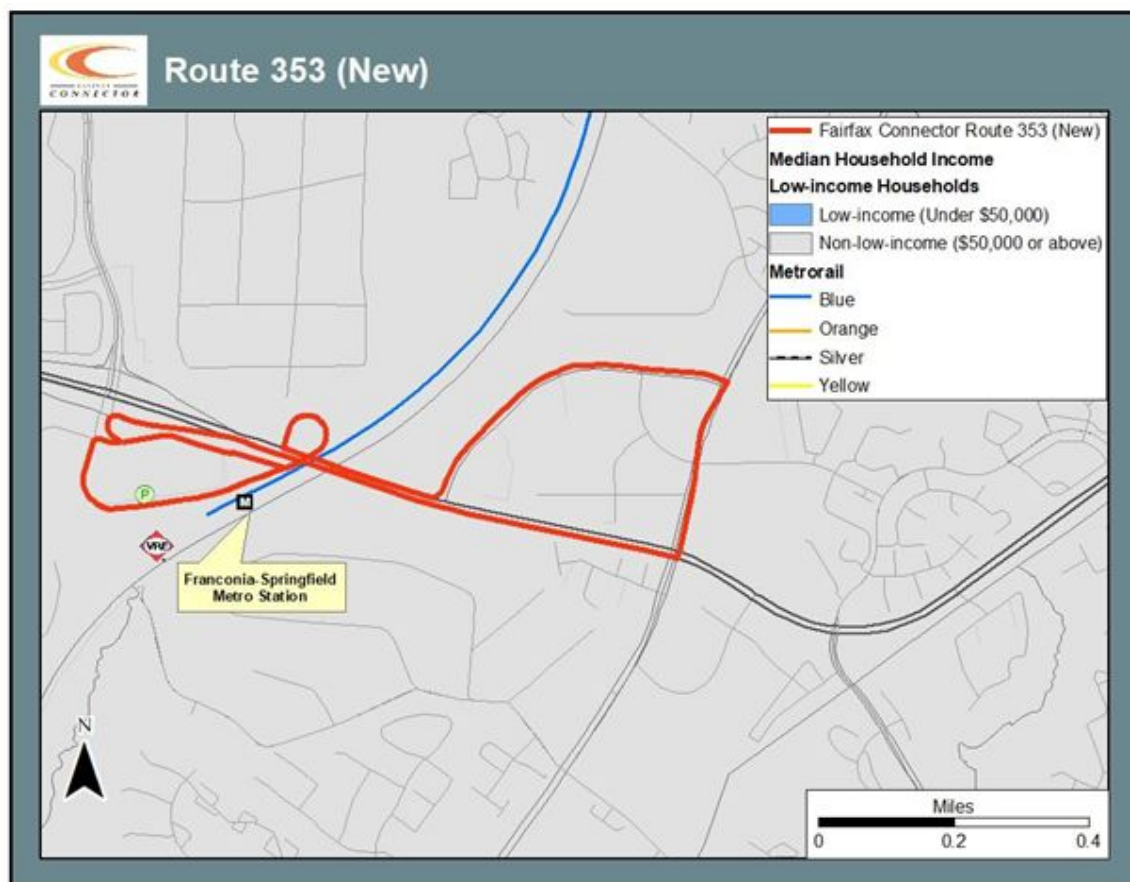 CONNECTOR
Route 353 (New)
Fairfax Connector Route 353 (New)
Median Household Income
Low-income Households
Low-income (Under $50,000)
Non-low-income ($50,000 or above)
Metrorail
Blue
Orange
Silver
Yellow
P
M
VRE
Franconia-Springfield
Metro Station
N
Miles
0 0.2 0.4